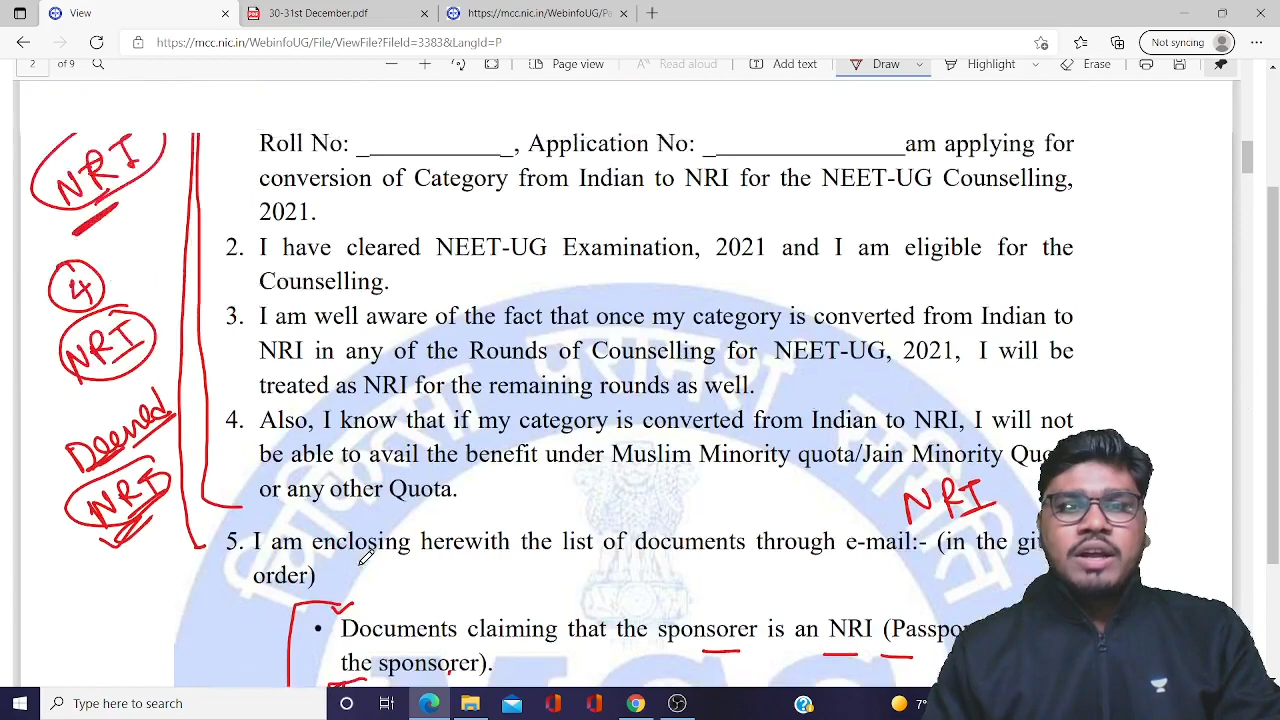 View
30-31st December.pdf
https://mcc.nic.in/WebinfoUG/Pa
https://mcc.nic.in/WebinfoUG/File/ViewFile?FileId=3383&LangId=P
Not syncing
2 of 9
Page view
Read aloud
Add text
Draw
Highlight
Erase
Roll No: ______________, Application No: ___________________am applying for
conversion of Category from Indian to NRI for the NEET-UG Counselling,
2021.
2. I have cleared NEET-UG Examination, 2021 and I am eligible for the
Counselling.
3. I am well aware of the fact that once my category is converted from Indian to
NRI in any of the Rounds of Counselling for NEET-UG, 2021, I will be
treated as NRI for the remaining rounds as well.
4. Also, I know that if my category is converted from Indian to NRI, I will not
be able to avail the benefit under Muslim Minority quota/Jain Minority
or any other Quota.
5. I am enclosing herewith the list of documents through e-mail:- (in the
order)
• Documents claiming that the sponsorer is an NRI
the sponsorer).
NRI
4
NRI
Deemed
NRI
NRI
Type here to search
7°